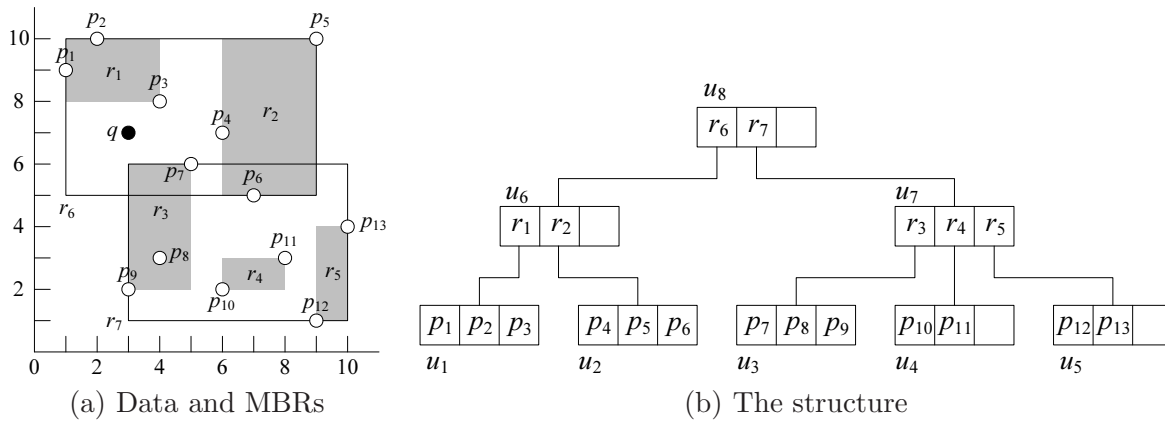 p2 p5
10
p1
r1 p3
8
p4 r2
q
6
p7 p6
r6 r3
4
p13
p8 p11
p9 r4 r5
2
p10 p12
r7
0 2 4 6 8 10
(a) Data and MBRs
u8
r6 r7
u6 u7
r1 r2 r3 r4 r5
p1 p2 p3 p4 p5 p6 p7 p8 p9 p10 p11 p12 p13
u1 u2 u3 u4 u5
(b) The structure